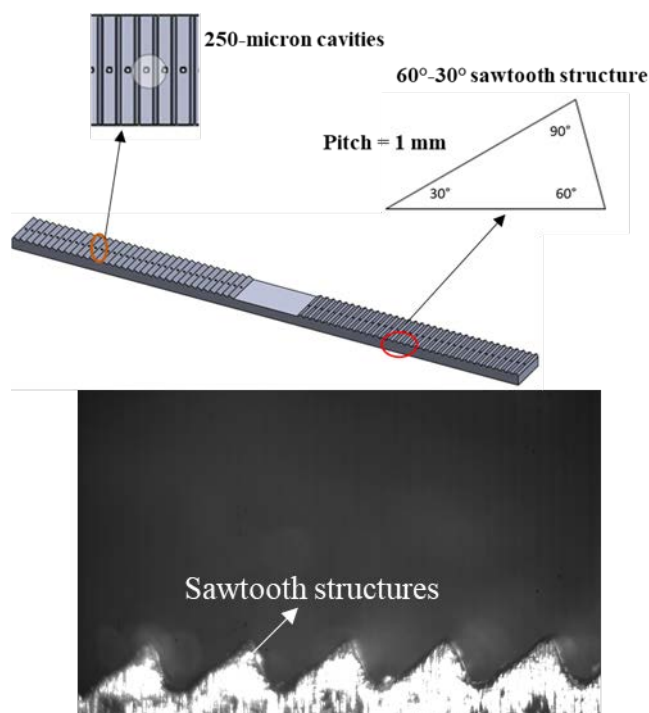 250-micron cavities
60°-30° sawtooth structure
Pitch = 1 mm
90°
30°
60°
Sawtooth structures